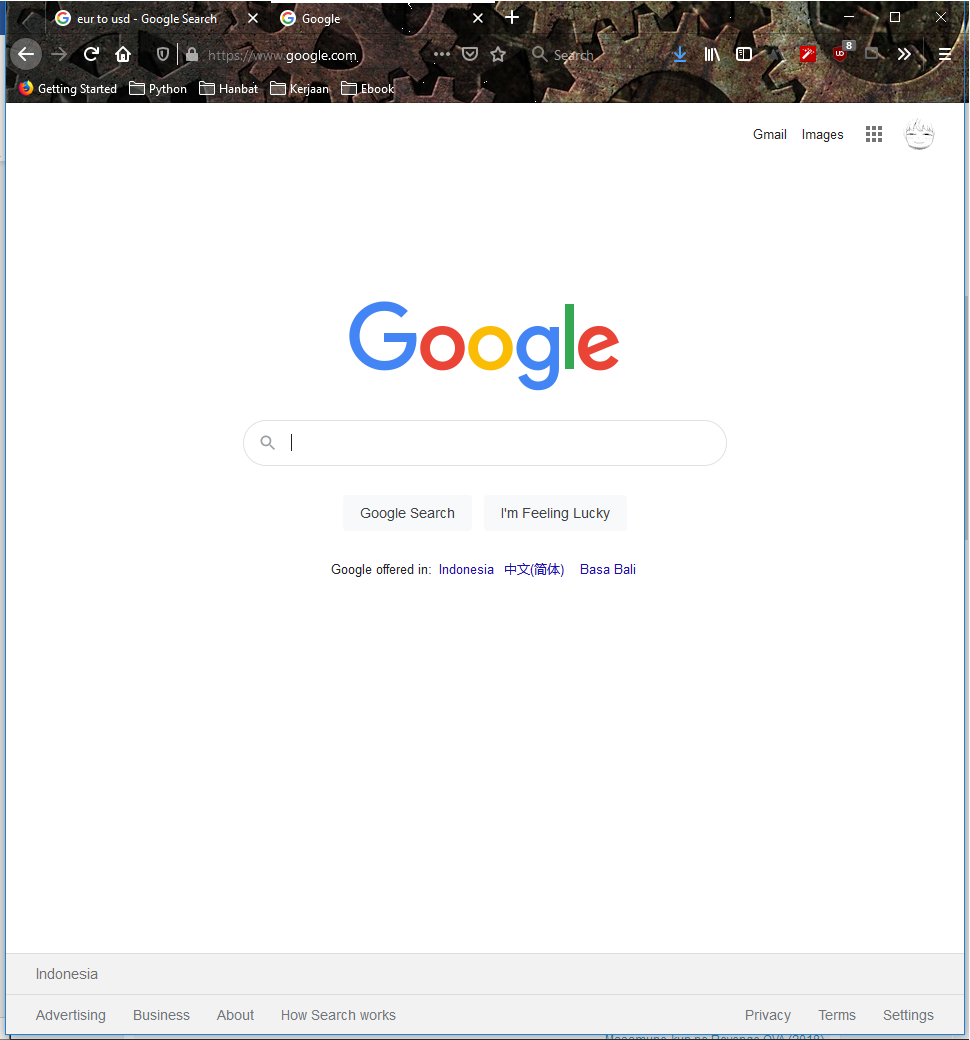 eur to usd - Google Search
Google
https://www.google.com
Search
8
Getting Started
Python
Hanbat
Kerjaan
Ebook
Gmail
Images
Google
Google Search
I'm Feeling Lucky
Google offered in: Indonesia 中文(简体) Basa Bali
Indonesia
Advertising
Business
About
How Search works
Privacy
Terms
Settings